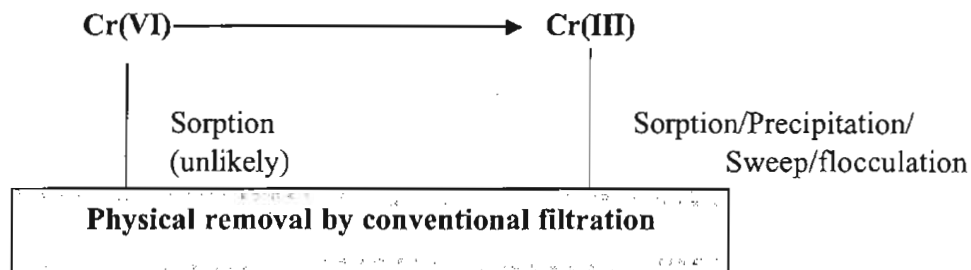 Cr(VI) Cr(III)
Sorption Sorption/Precipitation/
(unlikely) Sweep/flocculation
Physical removal by conventional filtration